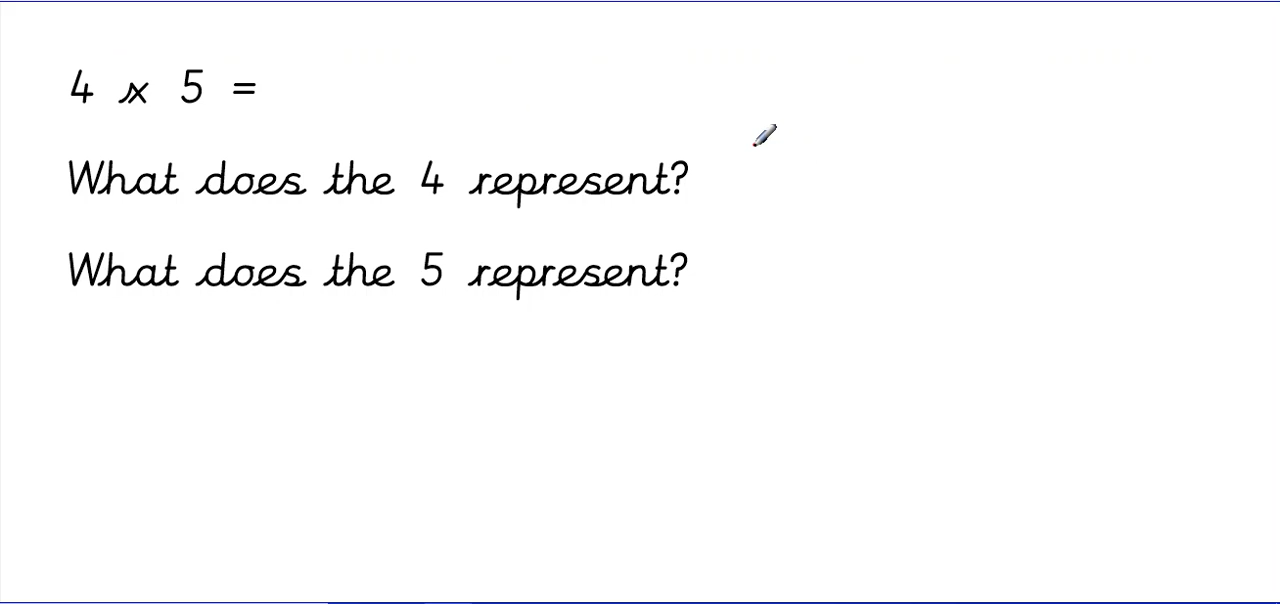 4 x 5 =
What does the 4 represent?
What does the 5 represent?